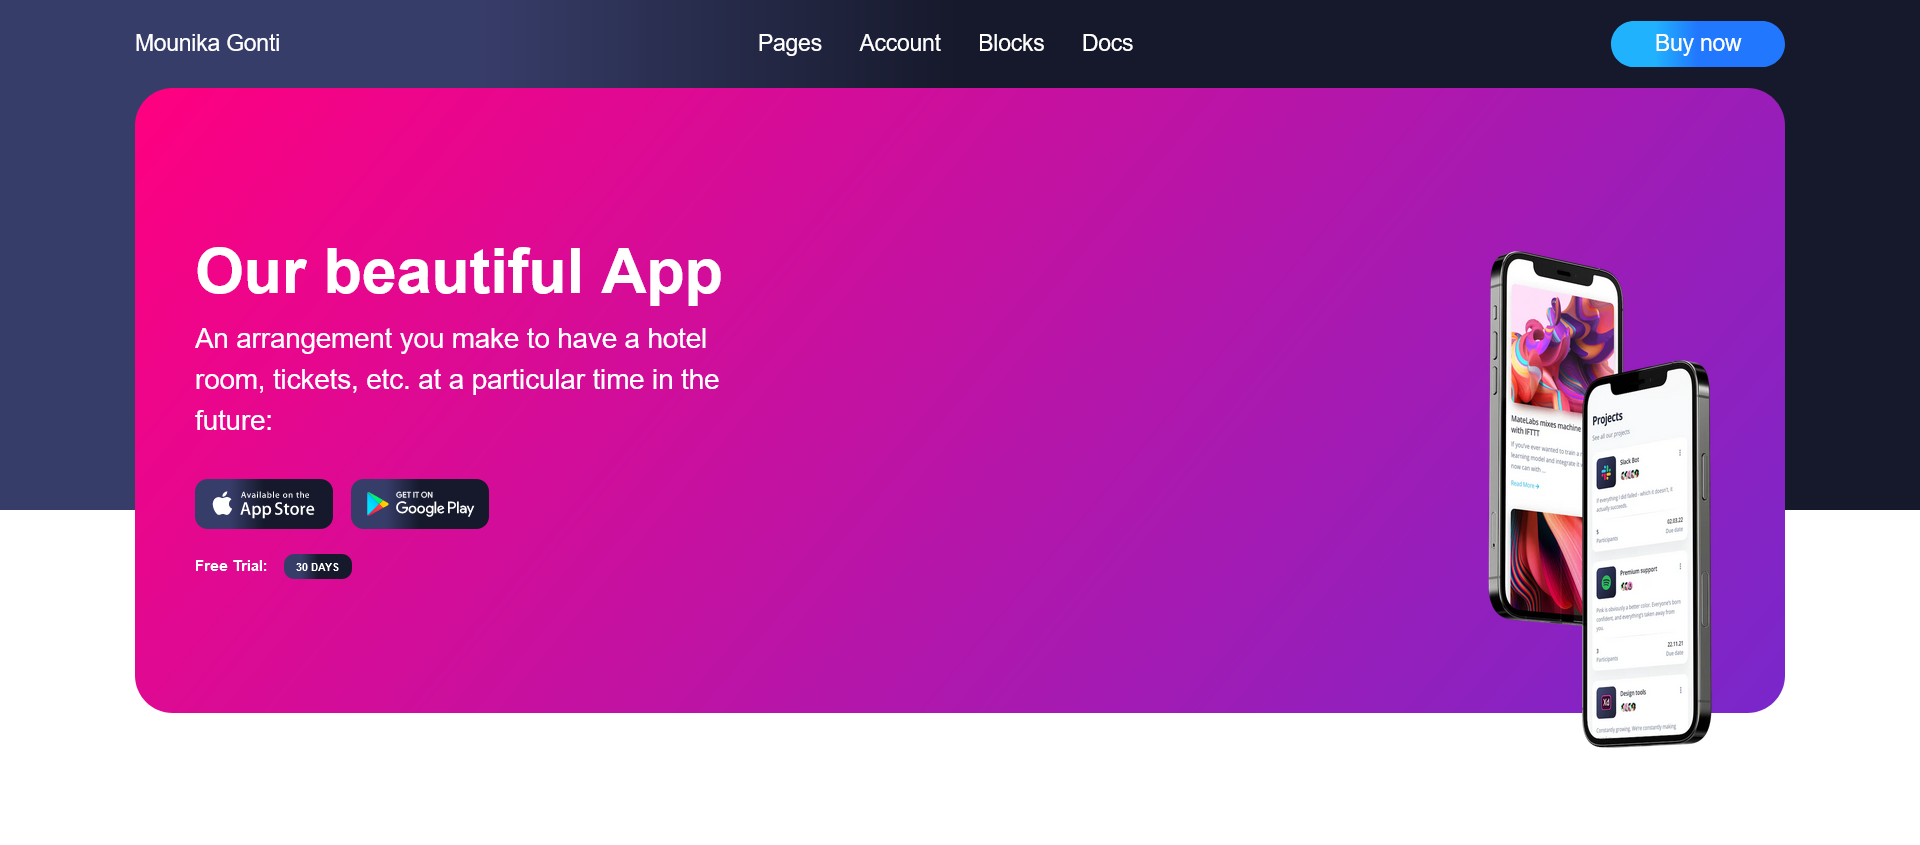 Mounika Gonti
Pages Account Blocks Docs
Buy now
Our beautiful App
An arrangement you make to have a hotel
room, tickets, etc. at a particular time in the
future:
Available on the
App Store
GET IT ON
Google Play
Free Trial: 30 DAYS
MateLabs mixes machine
with IFTTT
If you've ever wanted to train a
learning model and integrate it
now can with ...
Read More
Projects
See all our projects
Slack Bot
If everything I did failed - which it doesn't, it
actually succeeds.
5 02.03.22
Participants Due date
Premium support
Pink is obviously a better color. Everyone's born
confident, and everything's taken away from
you.
3 22.11.21
Participants Due date
Xd
Design tools
Constantly growing. We're constantly making